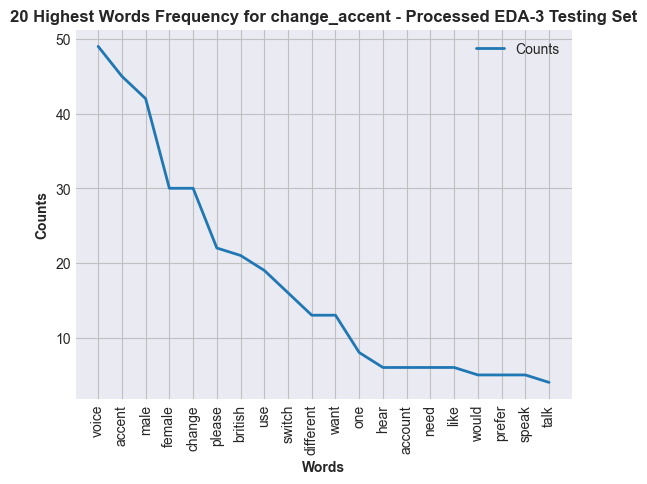 20 Highest Words Frequency for change_accent - Processed EDA-3 Testing Set
Counts
50
40
30
20
10
Counts
voice
accent
male
female
change
please
british
use
switch
different
want
one
hear
account
need
like
would
prefer
speak
talk
Words